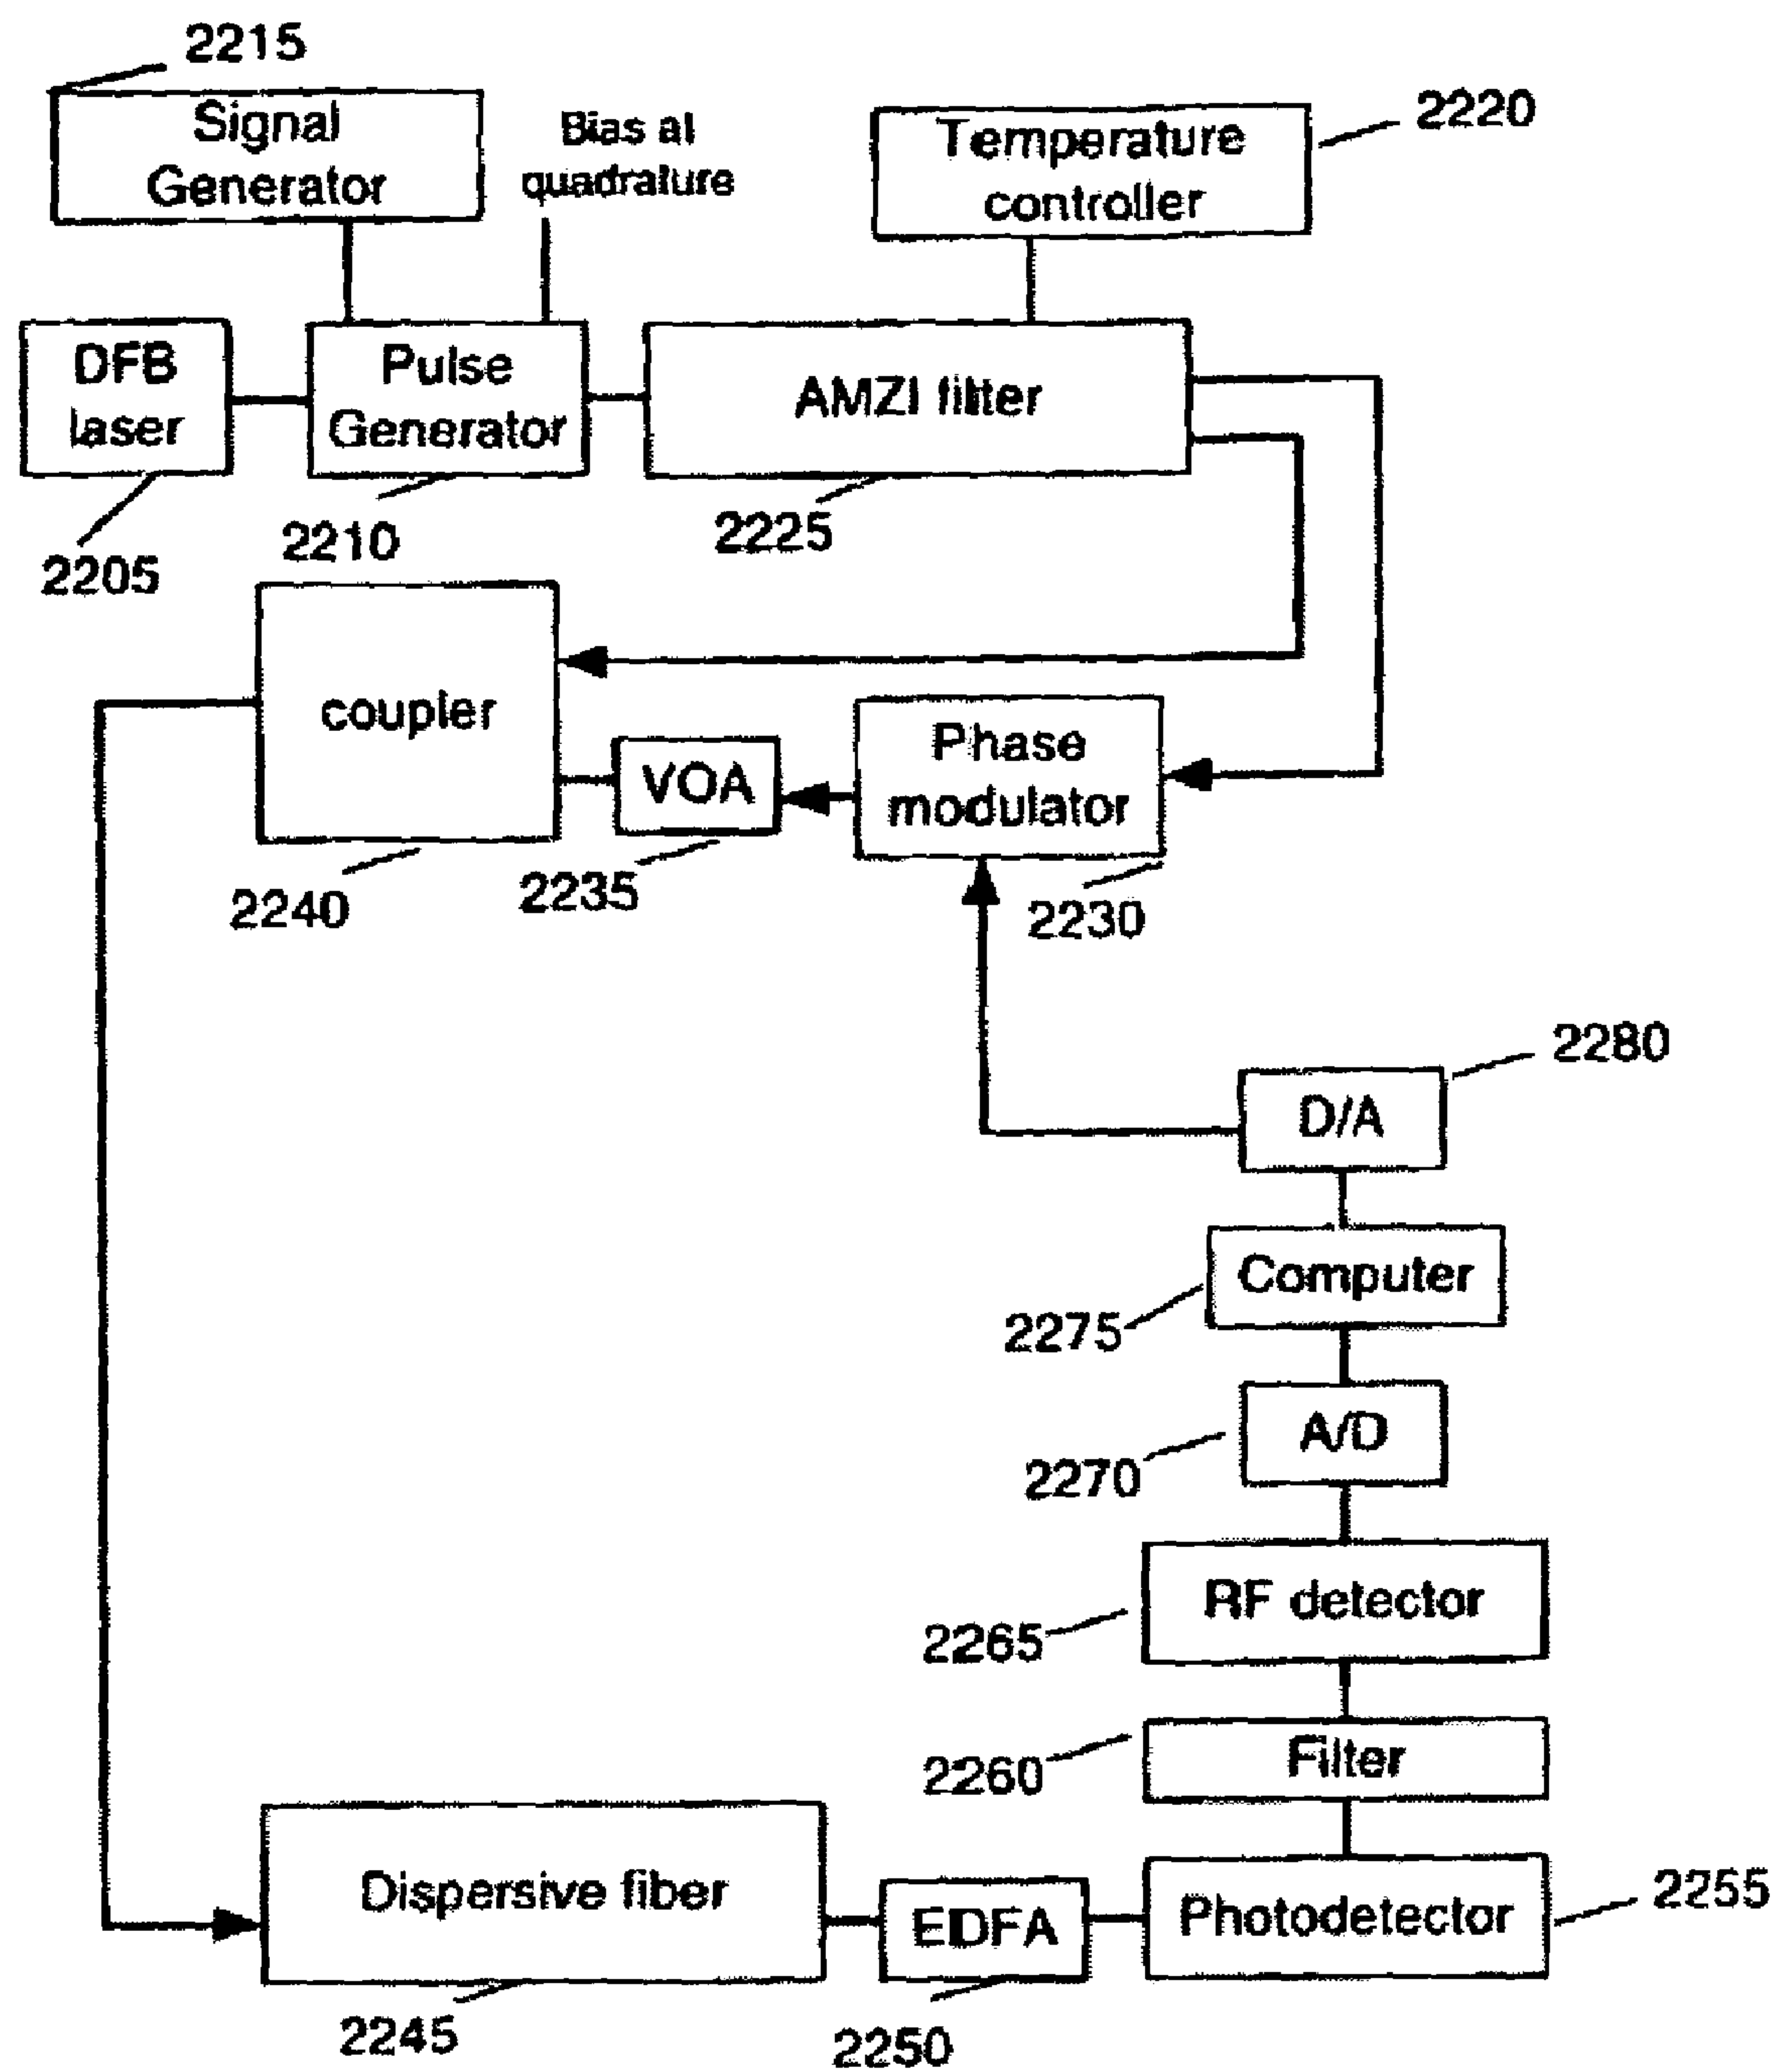 2215
Signal
Generator
Bias at
quadrature
Temperature
controller
2220
DFB
laser
Pulse
Generator
AMZI filter
2205
2210
2225
coupler
VOA
Phase
modulator
2240
2235
2230
2280
D/A
Computer
2275
A/D
2270
RF detector
2265
Filter
2260
Dispersive fiber
EDFA
Photodetector
2255
2245
2250